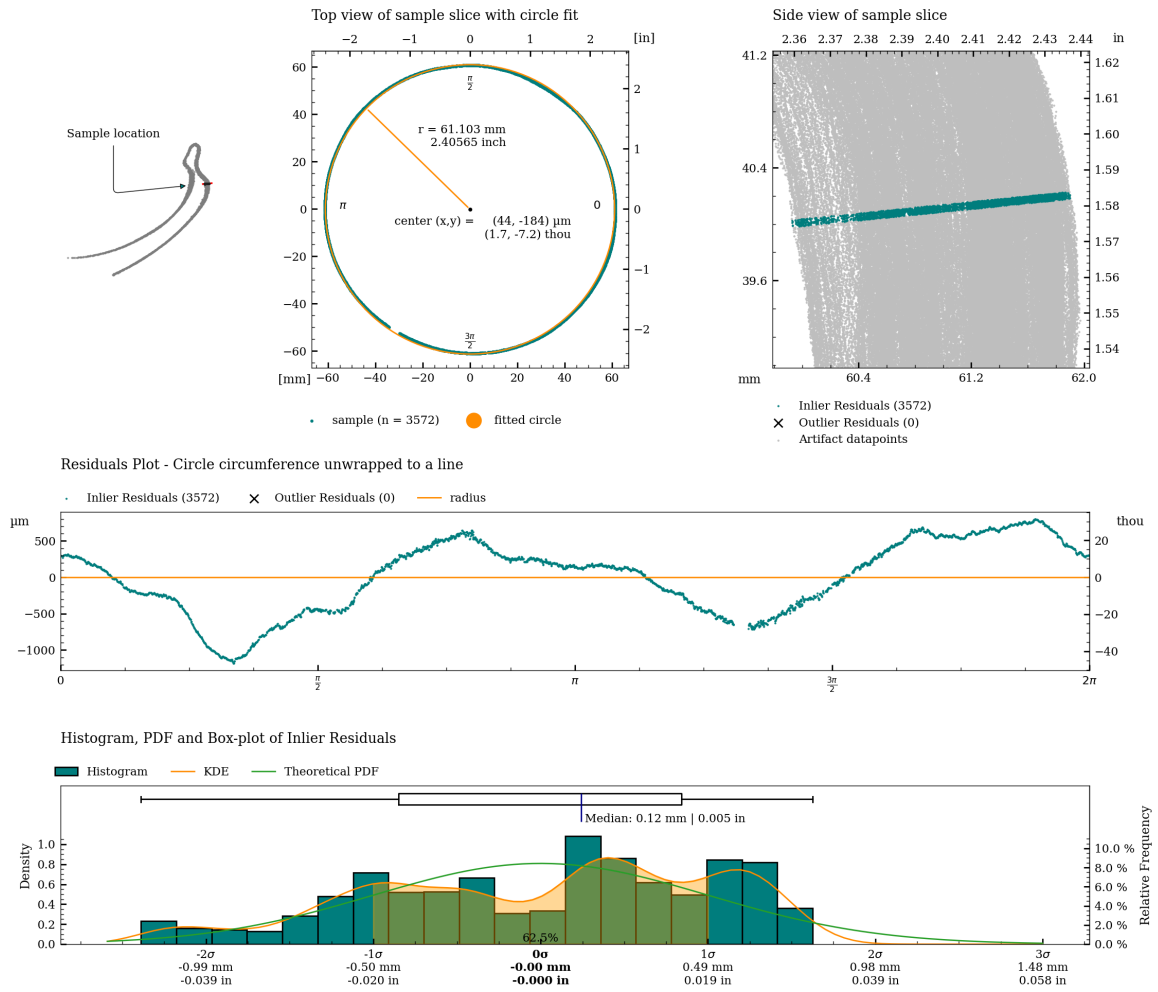 Top view of sample slice with circle fit
−2 −1 0 1 2 [in]
Side view of sample slice
2.36 2.37 2.38 2.39 2.40 2.41 2.42 2.43 2.44 in
Sample location
60 40 20 0 −20 −40 −60
π/2
r = 61.103 mm
2.40565 inch
π
0
center (x,y) = (44, -184) µm
(1.7, -7.2) thou
3π/2
2 1 0 −1 −2
[mm] −60 −40 −20 0 20 40 60
41.2 40.4 39.6
1.62 1.61 1.60 1.59 1.58 1.57 1.56 1.55 1.54
mm 60.4 61.2 62.0
sample (n = 3572) fitted circle
Inlier Residuals (3572)
Outlier Residuals (0)
Artifact datapoints
Residuals Plot - Circle circumference unwrapped to a line
Inlier Residuals (3572) Outlier Residuals (0) radius
µm
thou
500 0 −500 −1000
20 0 −20 −40
0 π/2 π 3π/2 2π
Histogram, PDF and Box-plot of Inlier Residuals
Histogram KDE Theoretical PDF
Median: 0.12 mm | 0.005 in
Density
1.0 0.8 0.6 0.4 0.2 0.0
62.5%
10.0 % 8.0 % 6.0 % 4.0 % 2.0 % 0.0 %
Relative Frequency
-2σ -1σ 0σ 1σ 2σ 3σ
-0.99 mm -0.50 mm -0.00 mm 0.49 mm 0.98 mm 1.48 mm
-0.039 in -0.020 in -0.000 in 0.019 in 0.039 in 0.058 in